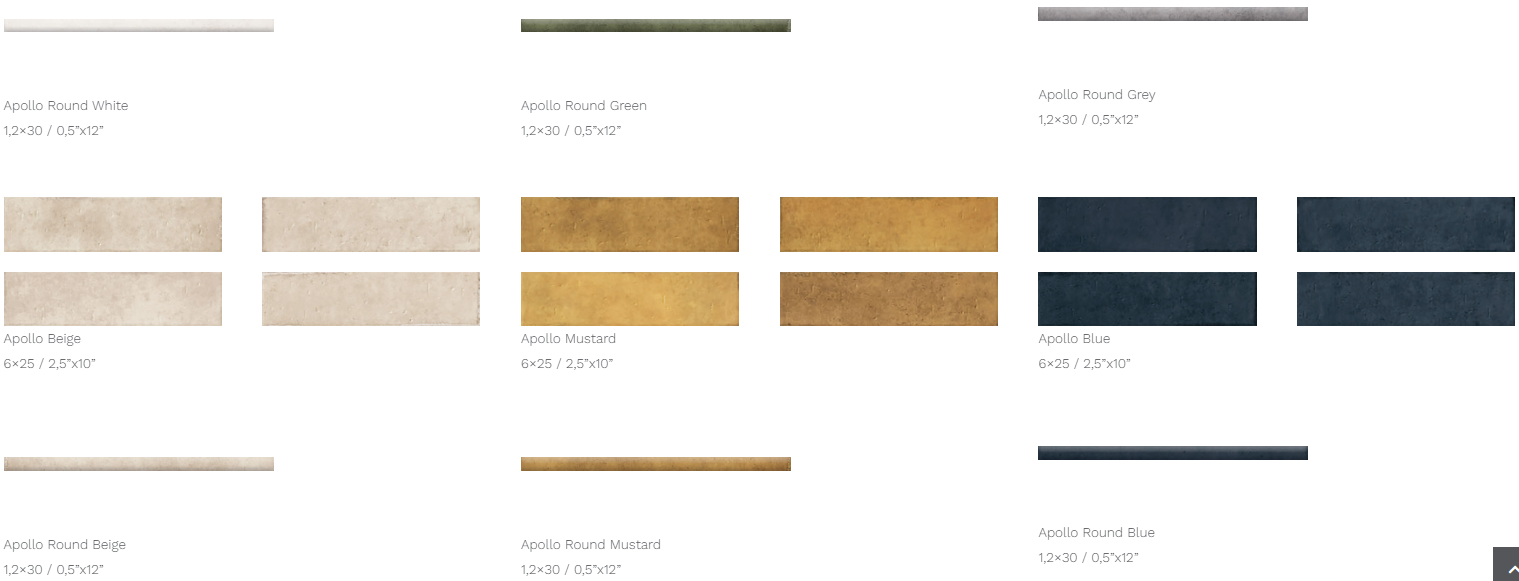 Apollo Round White
1,2×30 / 0,5”x12”
Apollo Round Green
1,2×30 / 0,5”x12”
Apollo Round Grey
1,2×30 / 0,5”x12”
Apollo Beige
6×25 / 2,5”x10”
Apollo Mustard
6×25 / 2,5”x10”
Apollo Blue
6×25 / 2,5”x10”
Apollo Round Beige
1,2×30 / 0,5”x12”
Apollo Round Mustard
1,2×30 / 0,5”x12”
Apollo Round Blue
1,2×30 / 0,5”x12”